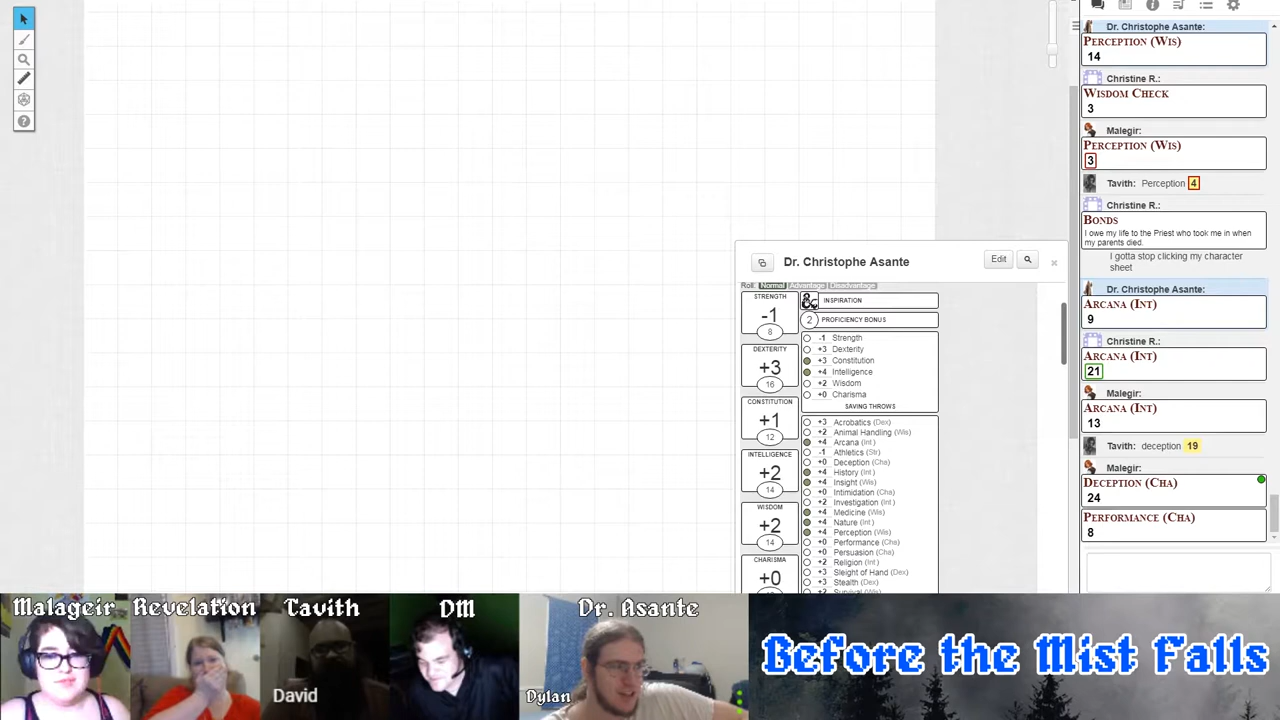 Dr. Christophe Asante:
PERCEPTION (WIS)
14
Christine R.:
WISDOM CHECK
3
Malegir:
PERCEPTION (WIS)
3
Tavith: Perception 4
Christine R.:
BONDS
I owe my life to the Priest who took me in when
my parents died.
I gotta stop clicking my character
sheet
Dr. Christophe Asante:
ARCANA (INT)
9
Christine R.:
ARCANA (INT)
21
Malegir:
ARCANA (INT)
13
Tavith: deception 19
Malegir:
DECEPTION (CHA)
24
PERFORMANCE (CHA)
8
Dr. Christophe Asante
Edit
Roll: Normal Advantage Disadvantage
STRENGTH
-1
8
DEXTERITY
+3
16
CONSTITUTION
+1
12
INTELLIGENCE
+2
14
WISDOM
+2
14
CHARISMA
+0
INSPIRATION
2 PROFICIENCY BONUS
-1 Strength
+3 Dexterity
+3 Constitution
+4 Intelligence
+2 Wisdom
+0 Charisma
SAVING THROWS
+3 Acrobatics (Dex)
+2 Animal Handling (Wis)
+4 Arcana (Int)
-1 Athletics (Str)
+0 Deception (Cha)
+4 History (Int)
+4 Insight (Wis)
+0 Intimidation (Cha)
+2 Investigation (Int)
+4 Medicine (Wis)
+4 Nature (Int)
+4 Perception (Wis)
+0 Performance (Cha)
+0 Persuasion (Cha)
+2 Religion (Int)
+3 Sleight of Hand (Dex)
+3 Stealth (Dex)
Malageir
Revelation
Tavith
David
DM
Dr. Asante
Dylan
Before the Mist Falls